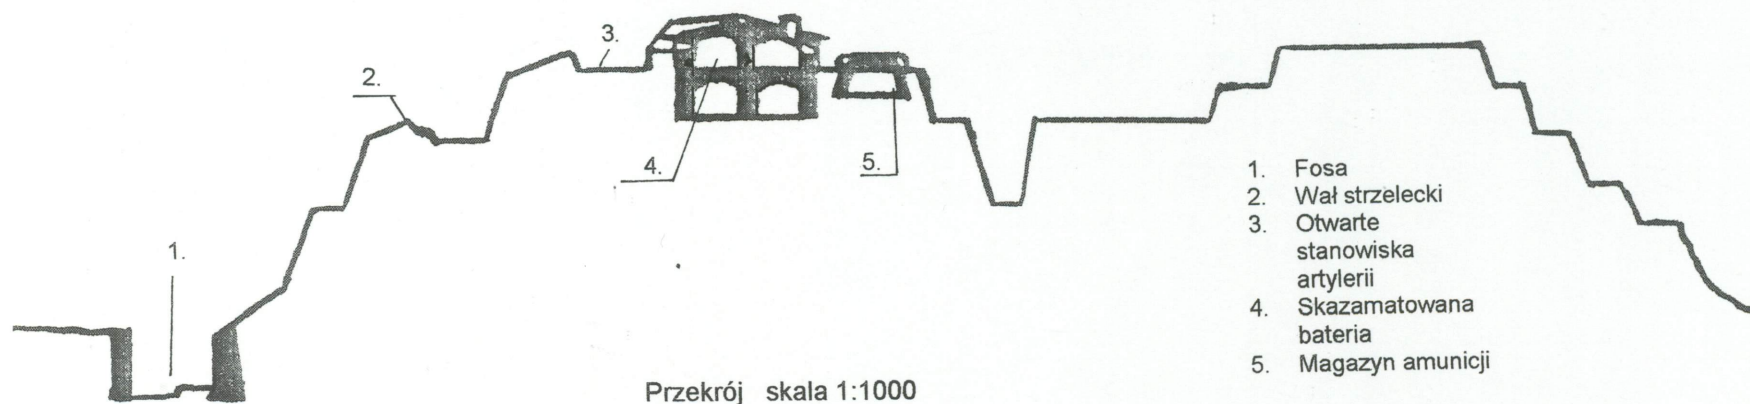 3.
2.
4.
5.
1.
1. Fosa
2. Wał strzelecki
3. Otwarte
stanowiska
artylerii
4. Skazamatowana
bateria
5. Magazyn amunicji
Przekrój skala 1:1000